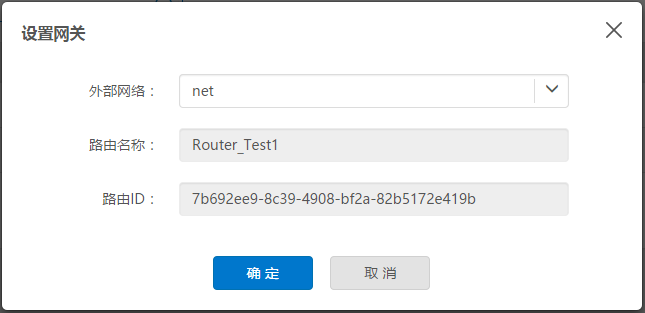 设置网关
外部网络： net
路由名称： Router_Test1
路由ID： 7b692ee9-8c39-4908-bf2a-82b5172e419b
确 定 取 消